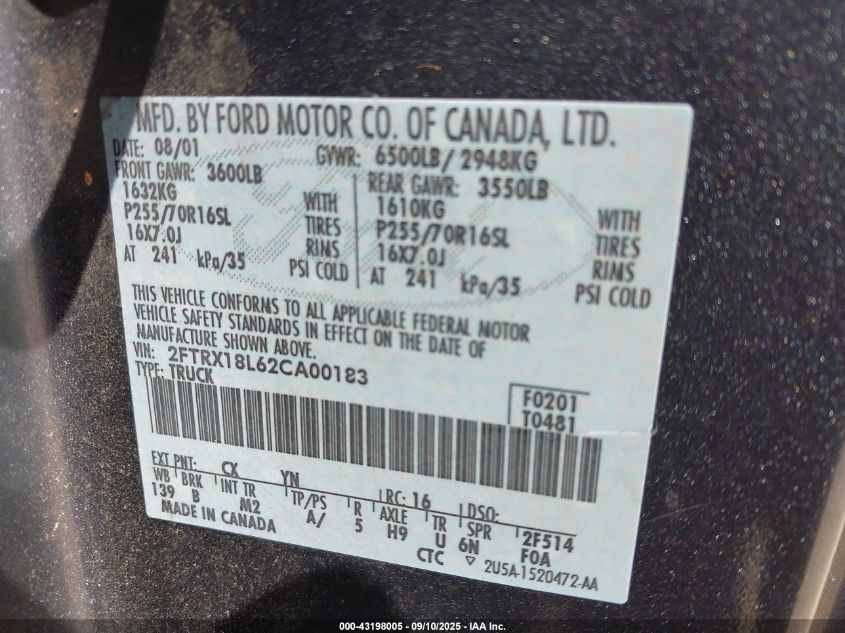 MFD. BY FORD MOTOR CO. OF CANADA, LTD.
DATE: 08/01 GVWR: 6500LB/ 2948KG
FRONT GAWR: 3600LB REAR GAWR: 3550LB
1632KG WITH 1610KG WITH
P255/70R16SL TIRES P255/70R16SL TIRES
16X7.0J RIMS 16X7.0J RIMS
AT 241 kPa/35 PSI COLD AT 241 kPa/35 PSI COLD
THIS VEHICLE CONFORMS TO ALL APPLICABLE FEDERAL MOTOR
VEHICLE SAFETY STANDARDS IN EFFECT ON THE DATE OF
MANUFACTURE SHOWN ABOVE.
VIN: 2FTRX18L62CA00183
TYPE: TRUCK
F0201
T0481
EXT PNT: CX YN RC: 16 DSO:
WB BRK INT TR TP/PS R AXLE TR SPR 2F514
139 B M2 A/ 5 H9 U 6N F0A
MADE IN CANADA CTC ▽ 2U5A-1520472-AA
000-43198005 - 09/10/2025 - IAA Inc.